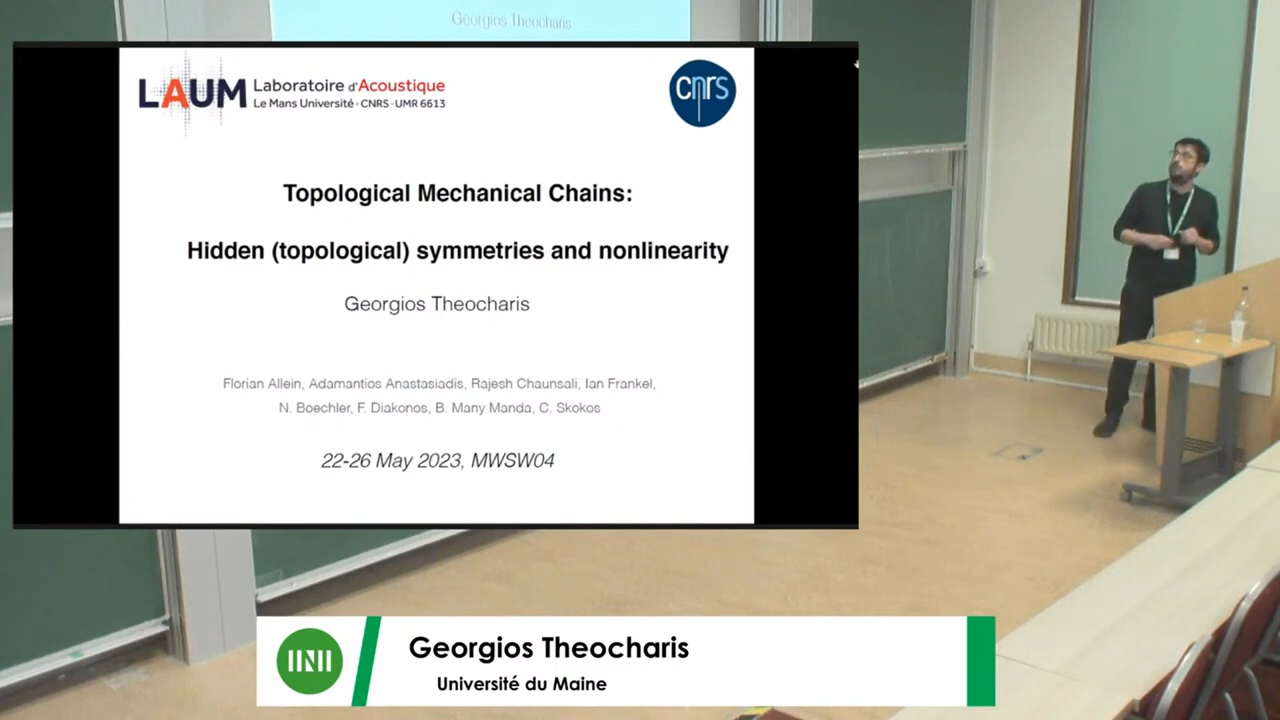 Georgios Theocharis
LAUM Laboratoire d'Acoustique
Le Mans Université · CNRS · UMR 6613
cnrs
Topological Mechanical Chains:
Hidden (topological) symmetries and nonlinearity
Georgios Theocharis
Florian Allein, Adamantios Anastasiadis, Rajesh Chaunsali, Ian Frankel,
N. Boechler, F. Diakonos, B. Many Manda, C. Skokos
22-26 May 2023, MWSW04
Georgios Theocharis
Université du Maine